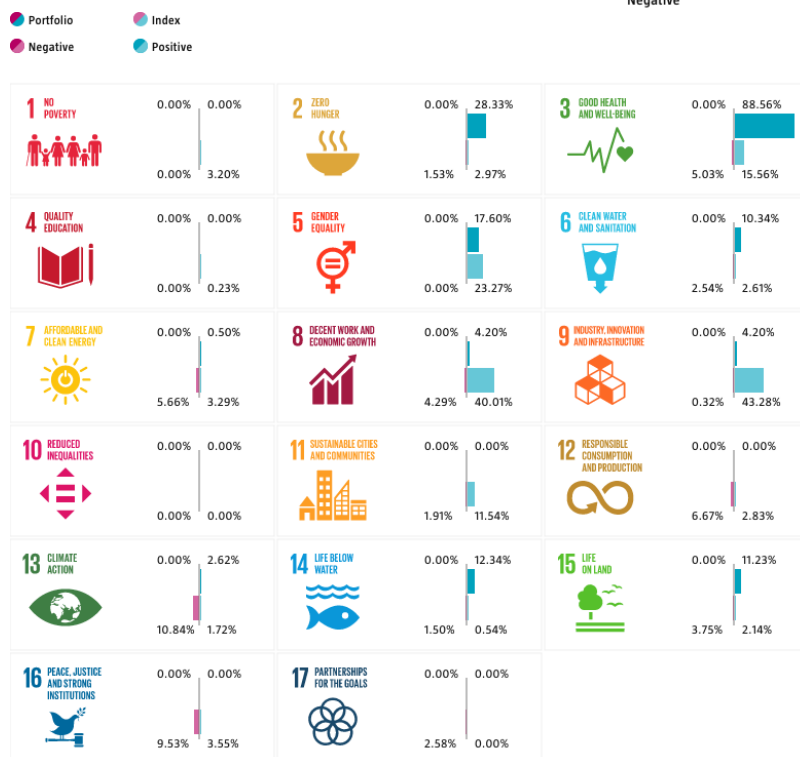 Negative
Portfolio
Index
Negative
Positive
1 NO
POVERTY
0.00% 0.00%
0.00% 3.20%
2 ZERO
HUNGER
0.00% 28.33%
1.53% 2.97%
3 GOOD HEALTH
AND WELL-BEING
0.00% 88.56%
5.03% 15.56%
4 QUALITY
EDUCATION
0.00% 0.00%
0.00% 0.23%
5 GENDER
EQUALITY
0.00% 17.60%
0.00% 23.27%
6 CLEAN WATER
AND SANITATION
0.00% 10.34%
2.54% 2.61%
7 AFFORDABLE AND
CLEAN ENERGY
0.00% 0.50%
5.66% 3.29%
8 DECENT WORK AND
ECONOMIC GROWTH
0.00% 4.20%
4.29% 40.01%
9 INDUSTRY, INNOVATION
AND INFRASTRUCTURE
0.00% 4.20%
0.32% 43.28%
10 REDUCED
INEQUALITIES
0.00% 0.00%
0.00% 0.00%
11 SUSTAINABLE CITIES
AND COMMUNITIES
0.00% 0.00%
1.91% 11.54%
12 RESPONSIBLE
CONSUMPTION
AND PRODUCTION
0.00% 0.00%
6.67% 2.83%
13 CLIMATE
ACTION
0.00% 2.62%
10.84% 1.72%
14 LIFE BELOW
WATER
0.00% 12.34%
1.50% 0.54%
15 LIFE
ON LAND
0.00% 11.23%
3.75% 2.14%
16 PEACE, JUSTICE
AND STRONG
INSTITUTIONS
0.00% 0.00%
9.53% 3.55%
17 PARTNERSHIPS
FOR THE GOALS
0.00% 0.00%
2.58% 0.00%